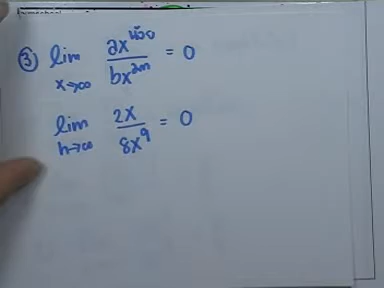 ③ lim x→∞ ax^น้อย / bx^มาก = 0
lim n→∞ 2x / 8x^9 = 0